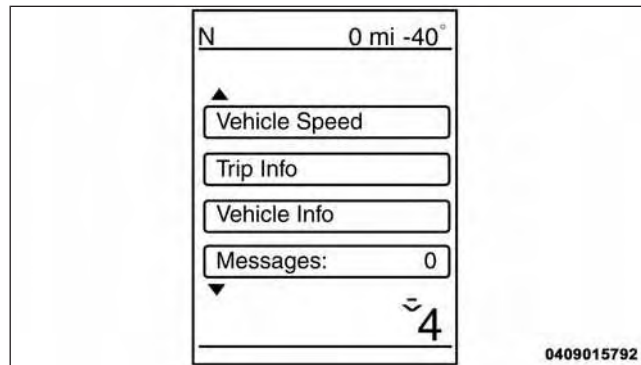 N 0 mi -40°
Vehicle Speed
Trip Info
Vehicle Info
Messages: 0
4
0409015792